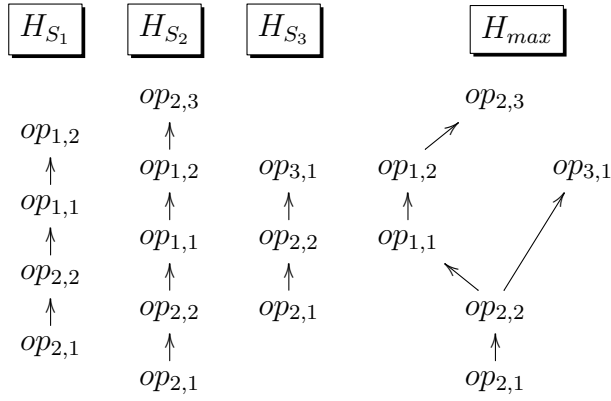 H_{S_1} H_{S_2} H_{S_3} H_{max}
op_{2,3} op_{2,3}
op_{1,2}
op_{1,2} op_{3,1} op_{1,2} op_{3,1}
op_{1,1}
op_{1,1} op_{2,2} op_{1,1}
op_{2,2}
op_{2,2} op_{2,1} op_{2,2}
op_{2,1}
op_{2,1} op_{2,1}